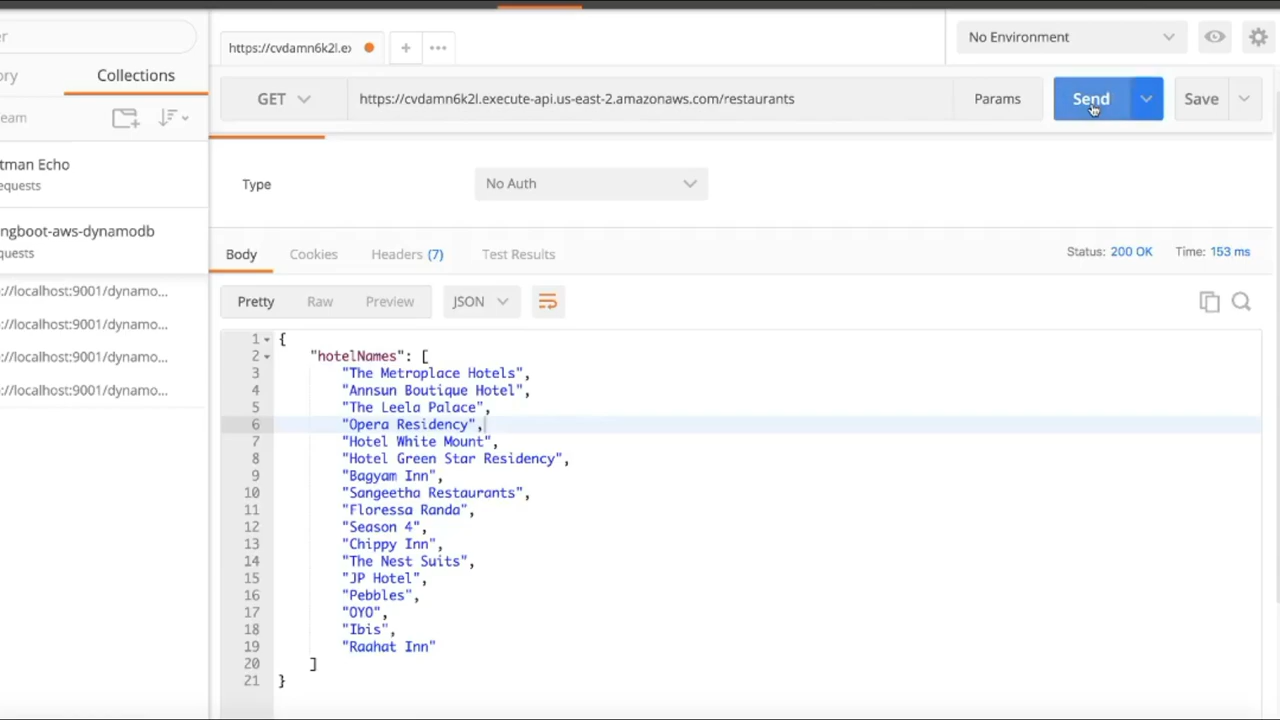 er
ory
Collections
eam
tman Echo
equests
ngboot-aws-dynamodb
quests
://localhost:9001/dynamo...
://localhost:9001/dynamo...
://localhost:9001/dynamo...
://localhost:9001/dynamo...
https://cvdamn6k2l.ex
No Environment
GET
https://cvdamn6k2l.execute-api.us-east-2.amazonaws.com/restaurants
Params
Send
Save
Type
No Auth
Body
Cookies
Headers (7)
Test Results
Status: 200 OK
Time: 153 ms
Pretty
Raw
Preview
JSON
1 {
2 "hotelNames": [
3 "The Metroplace Hotels",
4 "Annsun Boutique Hotel",
5 "The Leela Palace",
6 "Opera Residency",
7 "Hotel White Mount",
8 "Hotel Green Star Residency",
9 "Bagyam Inn",
10 "Sangeetha Restaurants",
11 "Floressa Randa",
12 "Season 4",
13 "Chippy Inn",
14 "The Nest Suits",
15 "JP Hotel",
16 "Pebbles",
17 "OYO",
18 "Ibis",
19 "Raahat Inn"
20 ]
21 }